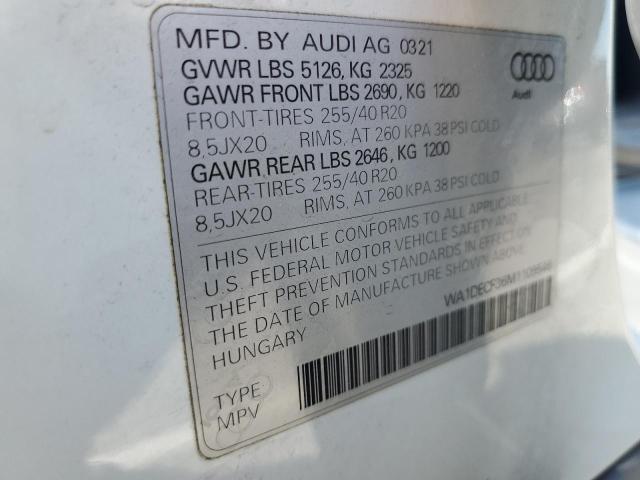 MFD. BY AUDI AG 0321
GVWR LBS 5126, KG 2325
GAWR FRONT LBS 2690, KG 1220
FRONT-TIRES 255/40 R20
8,5JX20 RIMS, AT 260 KPA 38 PSI COLD
GAWR REAR LBS 2646, KG 1200
REAR-TIRES 255/40 R20
8,5JX20 RIMS, AT 260 KPA 38 PSI COLD
Audi
THIS VEHICLE CONFORMS TO ALL APPLICABLE
U.S. FEDERAL MOTOR VEHICLE SAFETY AND
THEFT PREVENTION STANDARDS IN EFFECT ON
THE DATE OF MANUFACTURE SHOWN ABOVE
HUNGARY
TYPE
MPV